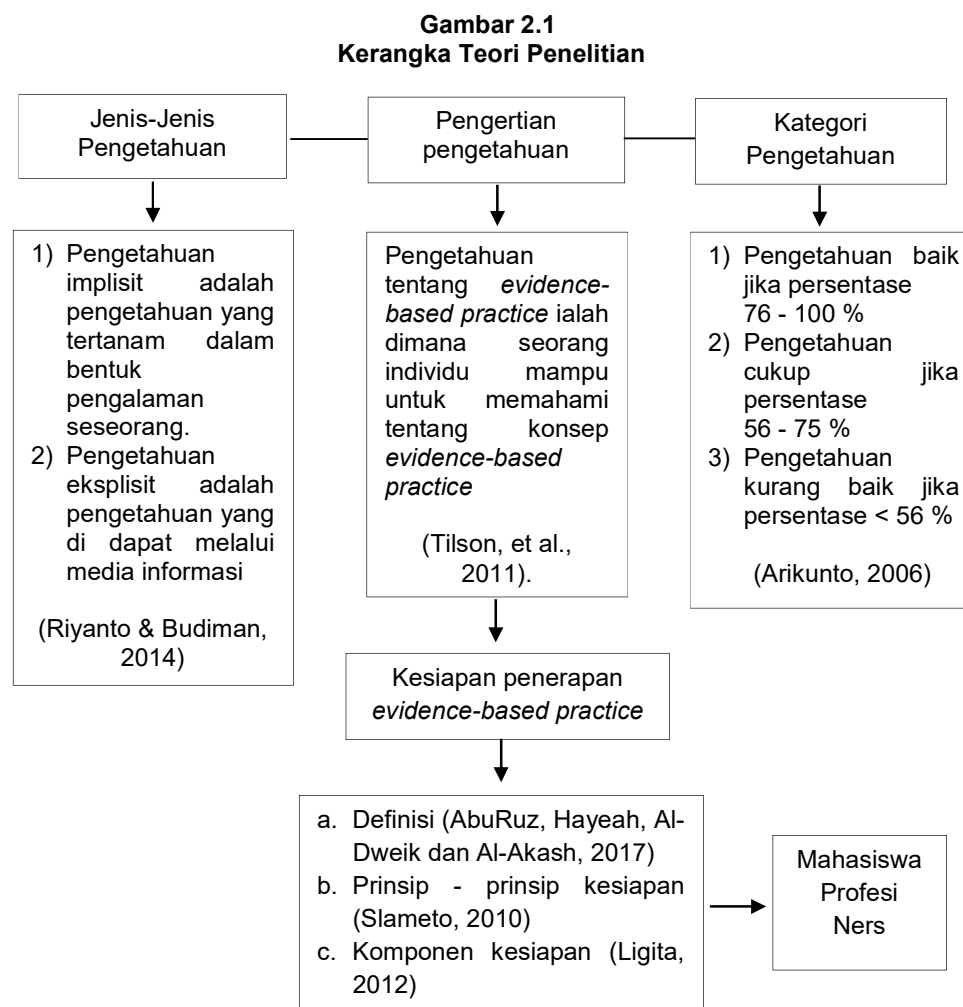 Gambar 2.1
Kerangka Teori Penelitian
Jenis-Jenis
Pengetahuan
Pengertian
pengetahuan
Kategori
Pengetahuan
1) Pengetahuan
implisit adalah
pengetahuan yang
tertanam dalam
bentuk
pengalaman
seseorang.
2) Pengetahuan
eksplisit adalah
pengetahuan yang
di dapat melalui
media informasi
(Riyanto & Budiman,
2014)
Pengetahuan
tentang evidence-
based practice ialah
dimana seorang
individu mampu
untuk memahami
tentang konsep
evidence-based
practice
(Tilson, et al.,
2011).
1) Pengetahuan baik
jika persentase
76 - 100 %
2) Pengetahuan
cukup jika
persentase
56 - 75 %
3) Pengetahuan
kurang baik jika
persentase < 56 %
(Arikunto, 2006)
Kesiapan penerapan
evidence-based practice
a. Definisi (AbuRuz, Hayeah, Al-
Dweik dan Al-Akash, 2017)
b. Prinsip - prinsip kesiapan
(Slameto, 2010)
c. Komponen kesiapan (Ligita,
2012)
Mahasiswa
Profesi
Ners